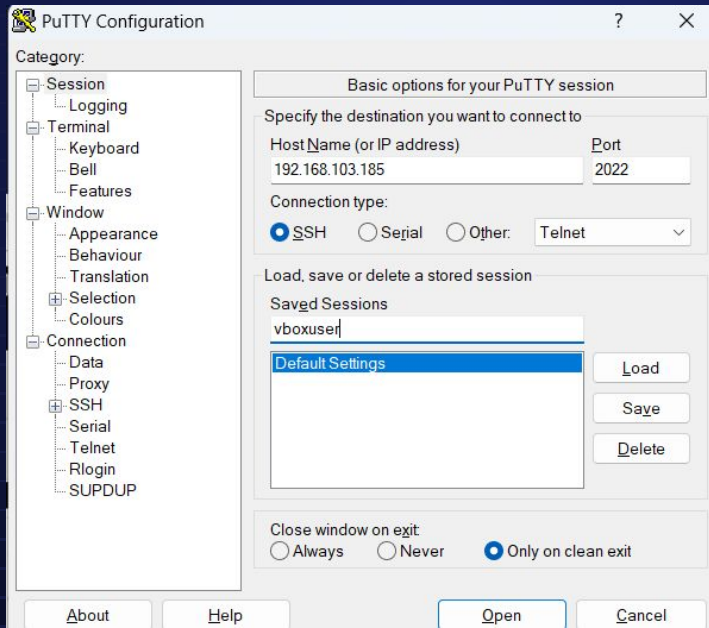 PuTTY Configuration
?
X
Category:
Session
Logging
Terminal
Keyboard
Bell
Features
Window
Appearance
Behaviour
Translation
Selection
Colours
Connection
Data
Proxy
SSH
Serial
Telnet
Rlogin
SUPDUP
Basic options for your PuTTY session
Specify the destination you want to connect to
Host Name (or IP address) Port
192.168.103.185 2022
Connection type:
SSH Serial Other: Telnet
Load, save or delete a stored session
Saved Sessions
vboxuser
Default Settings
Load
Save
Delete
Close window on exit:
Always Never Only on clean exit
About Help Open Cancel